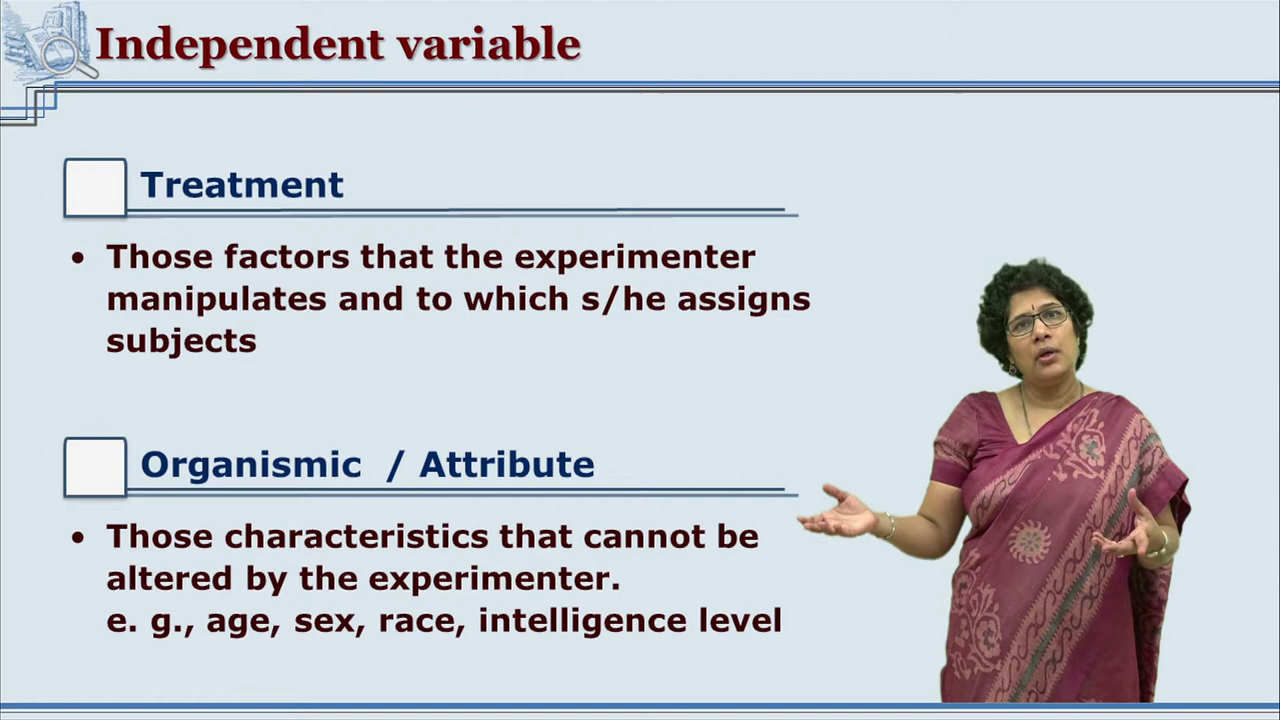 Independent variable
Treatment
• Those factors that the experimenter
manipulates and to which s/he assigns
subjects
Organismic / Attribute
• Those characteristics that cannot be
altered by the experimenter.
e. g., age, sex, race, intelligence level